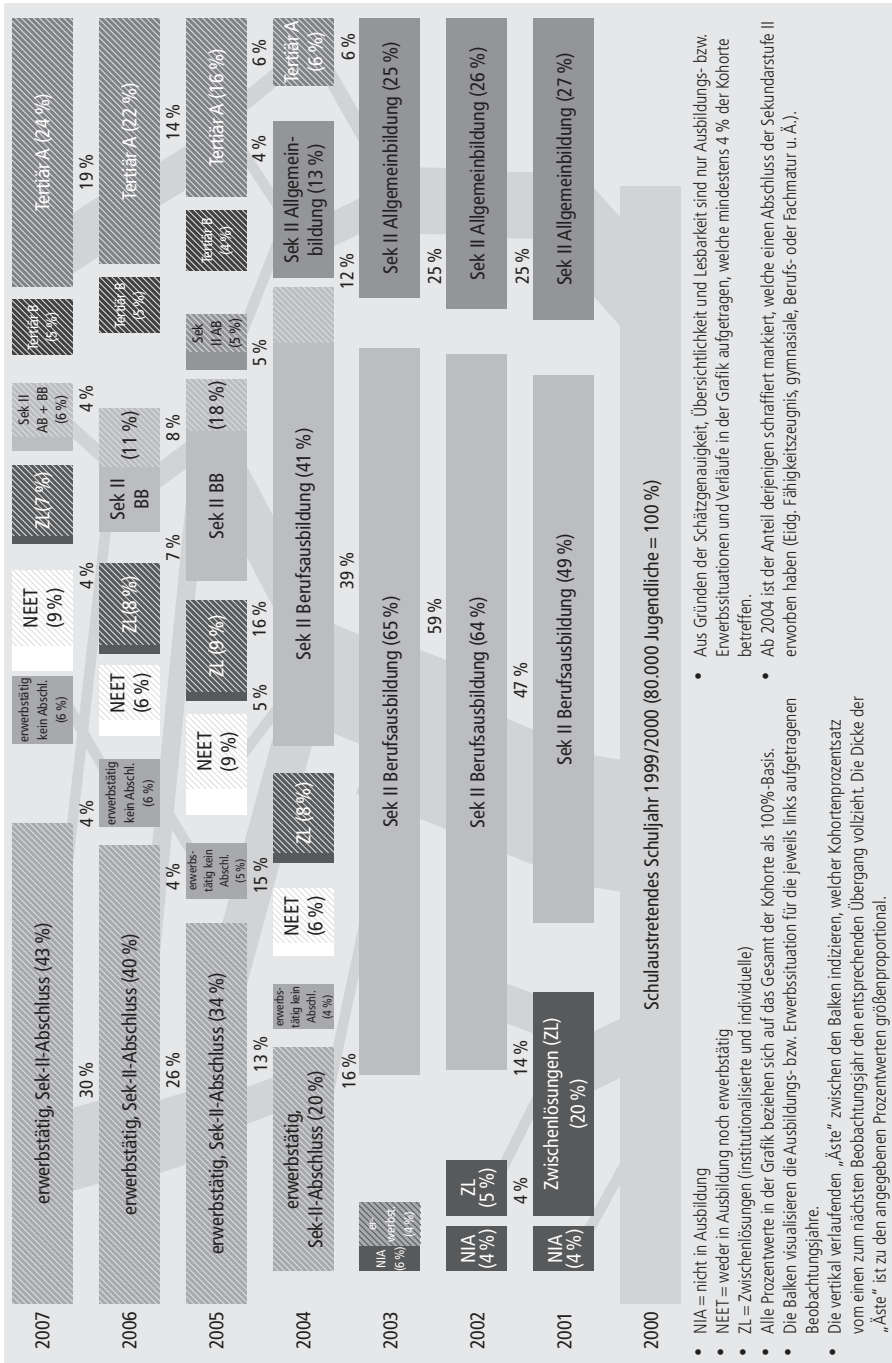 2007
erwerbstätig, Sek-II-Abschluss (43 %)
erwerbstätig
kein Abschl.
(6 %)
NEET
(9 %)
ZL (7 %)
Sek II
AB + BB
(6 %)
Tertiär B
(5 %)
Tertiär A (24 %)
30 %
4 %
4 %
4 %
19 %
2006
erwerbstätig, Sek-II-Abschluss (40 %)
erwerbstätig
kein Abschl.
(6 %)
NEET
(6 %)
ZL (8 %)
Sek II
BB
(11 %)
Tertiär B
(5 %)
Tertiär A (22 %)
26 %
4 %
7 %
8 %
14 %
2005
erwerbstätig, Sek-II-Abschluss (34 %)
erwerbs-
tätig kein
Abschl.
(5 %)
NEET
(9 %)
ZL (9 %)
Sek II BB
(18 %)
Sek
II AB
(5 %)
Tertiär B
(4 %)
Tertiär A (16 %)
13 %
15 %
5 %
16 %
5 %
4 %
6 %
2004
erwerbstätig,
Sek-II-Abschluss (20 %)
erwerbs-
tätig kein
Abschl.
(4 %)
NEET
(6 %)
ZL (8 %)
Sek II Berufsausbildung (41 %)
Sek II Allgemein-
bildung (13 %)
Tertiär A
(6 %)
16 %
39 %
12 %
6 %
2003
NIA
(6 %)
er-
werbst.
(4 %)
Sek II Berufsausbildung (65 %)
Sek II Allgemeinbildung (25 %)
59 %
25 %
2002
NIA
(4 %)
ZL
(5 %)
Sek II Berufsausbildung (64 %)
Sek II Allgemeinbildung (26 %)
4 %
14 %
47 %
25 %
2001
NIA
(4 %)
Zwischenlösungen (ZL)
(20 %)
Sek II Berufsausbildung (49 %)
Sek II Allgemeinbildung (27 %)
2000
Schulaustretendes Schuljahr 1999/2000 (80.000 Jugendliche = 100 %)
• NIA = nicht in Ausbildung
• NEET = weder in Ausbildung noch erwerbstätig
• ZL = Zwischenlösungen (institutionalisierte und individuelle)
• Alle Prozentwerte in der Grafik beziehen sich auf das Gesamt der Kohorte als 100%-Basis.
• Die Balken visualisieren die Ausbildungs- bzw. Erwerbssituation für die jeweils links aufgetragenen
Beobachtungsjahre.
• Die vertikal verlaufenden „Äste“ zwischen den Balken indizieren, welcher Kohortenprozentsatz
vom einen zum nächsten Beobachtungsjahr den entsprechenden Übergang vollzieht. Die Dicke der
„Äste“ ist zu den angegebenen Prozentwerten größenproportional.
• Aus Gründen der Schätzgenauigkeit, Übersichtlichkeit und Lesbarkeit sind nur Ausbildungs- bzw.
Erwerbssituationen und Verläufe in der Grafik aufgetragen, welche mindestens 4 % der Kohorte
betreffen.
• Ab 2004 ist der Anteil derjenigen schraffiert markiert, welche einen Abschluss der Sekundarstufe II
erworben haben (Eidg. Fähigkeitszeugnis, gymnasiale, Berufs- oder Fachmatur u. Ä.).